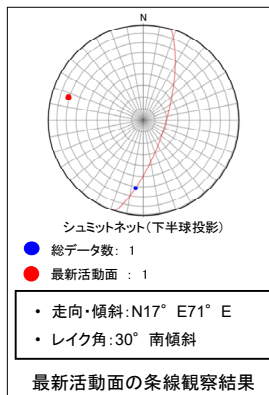 N
シュミットネット(下半球投影)
総データ数: 1
最新活動面 : 1
• 走向・傾斜:N17° E71° E
• レイク角:30° 南傾斜
最新活動面の条線観察結果